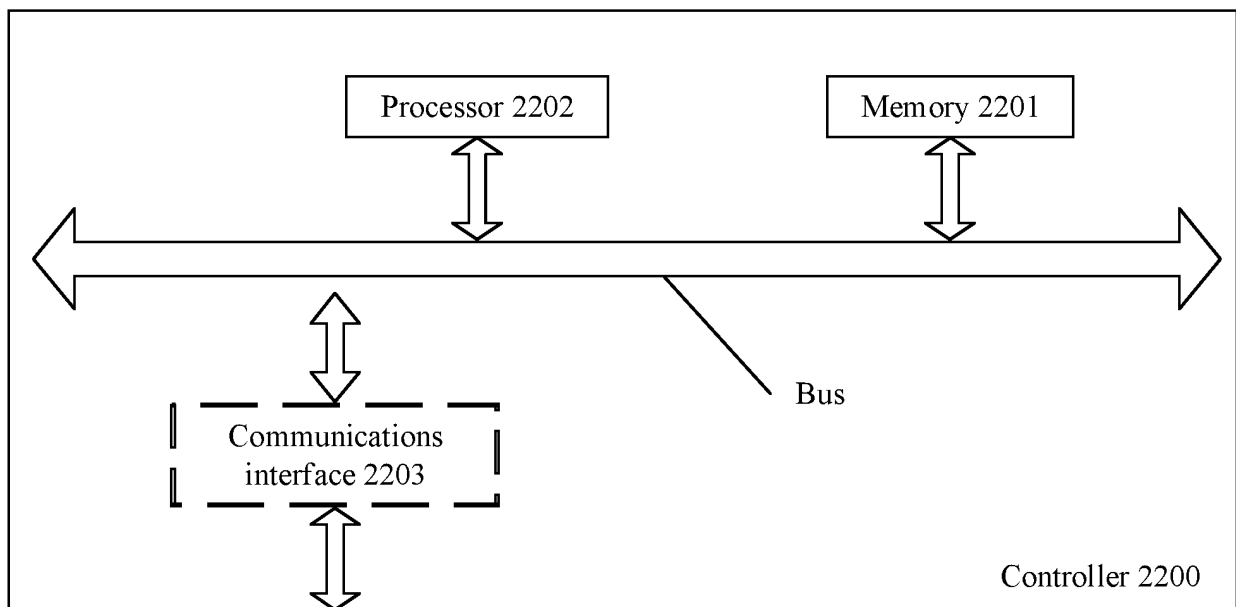 Processor 2202
Memory 2201
Bus
Communications
interface 2203
Controller 2200